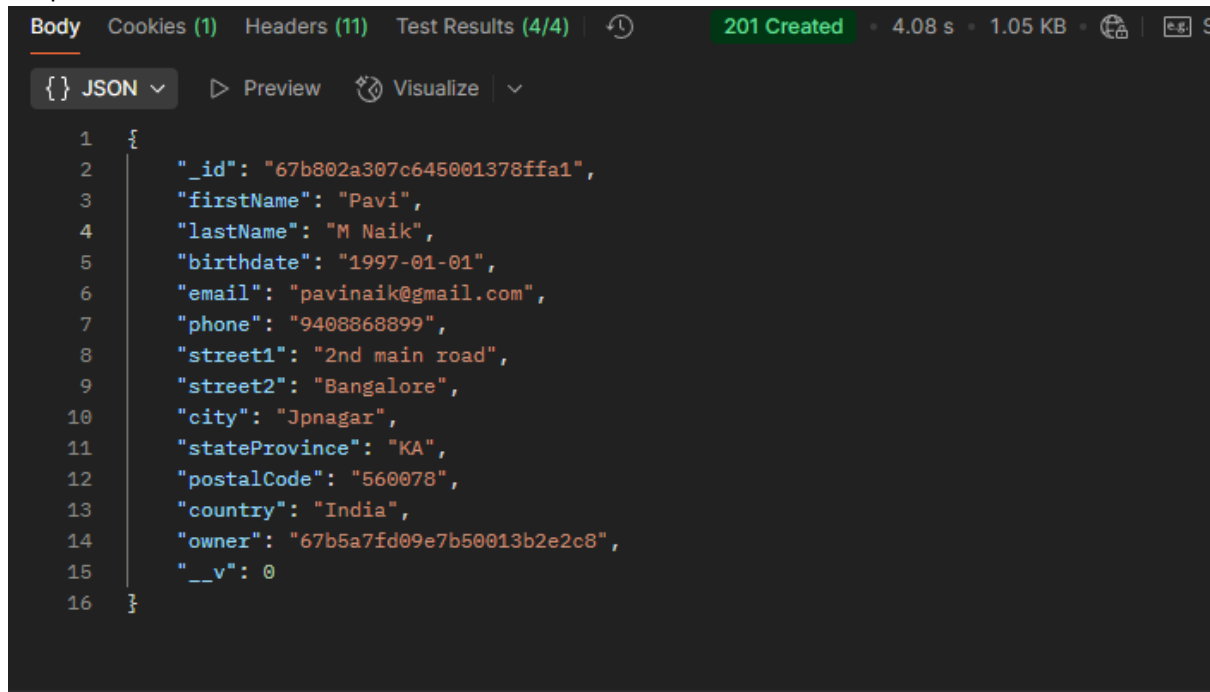 Body Cookies (1) Headers (11) Test Results (4/4) 201 Created • 4.08 s • 1.05 KB • e.g.
{} JSON Preview Visualize
1 {
2 "_id": "67b802a307c645001378ffa1",
3 "firstName": "Pavi",
4 "lastName": "M Naik",
5 "birthdate": "1997-01-01",
6 "email": "pavinaik@gmail.com",
7 "phone": "9408868899",
8 "street1": "2nd main road",
9 "street2": "Bangalore",
10 "city": "Jpnagar",
11 "stateProvince": "KA",
12 "postalCode": "560078",
13 "country": "India",
14 "owner": "67b5a7fd09e7b50013b2e2c8",
15 "__v": 0
16 }